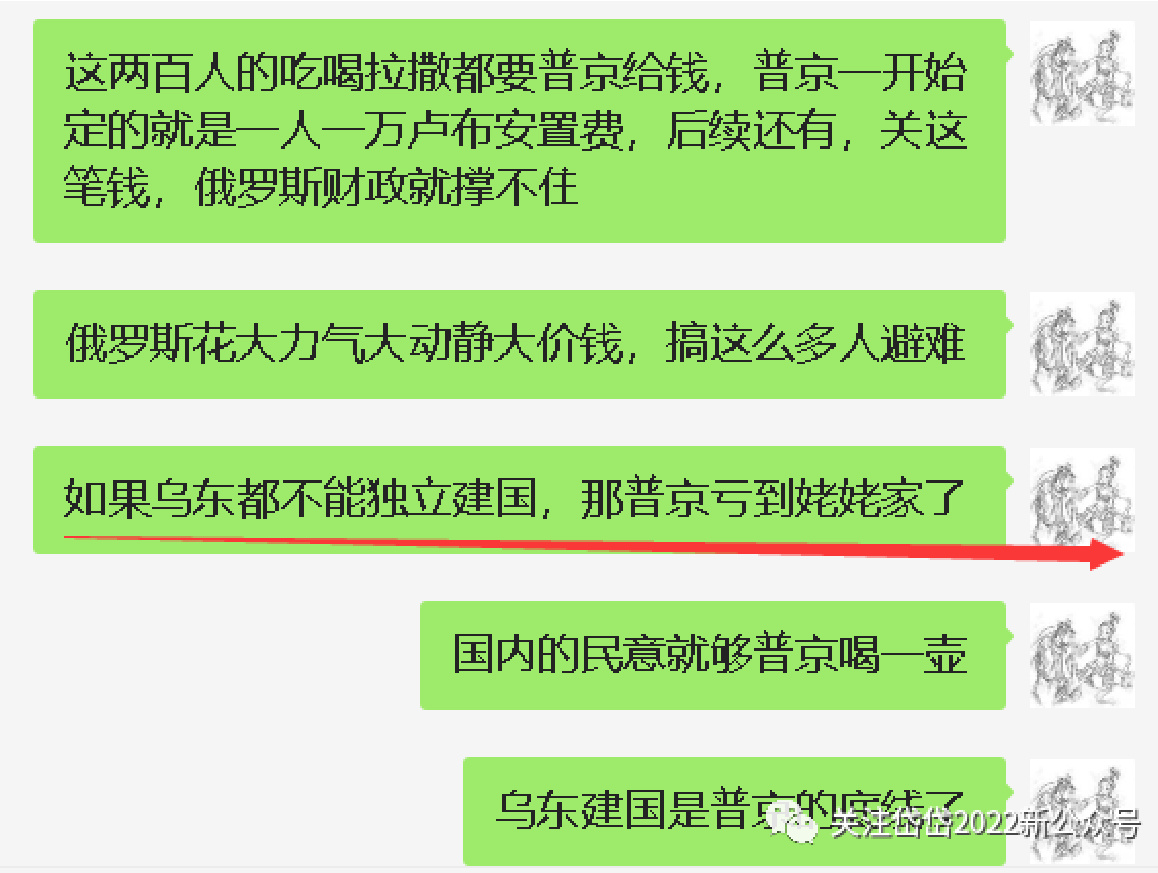 这两百人的吃喝拉撒都要普京给钱，普京一开始
定的就是一人一万卢布安置费，后续还有，关这
笔钱，俄罗斯财政就撑不住
俄罗斯花大力气大动静大价钱，搞这么多人避难
如果乌东都不能独立建国，那普京亏到姥姥家了
国内的民意就够普京喝一壶
乌东建国是普京的底线了
关注岱岱2022新公众号